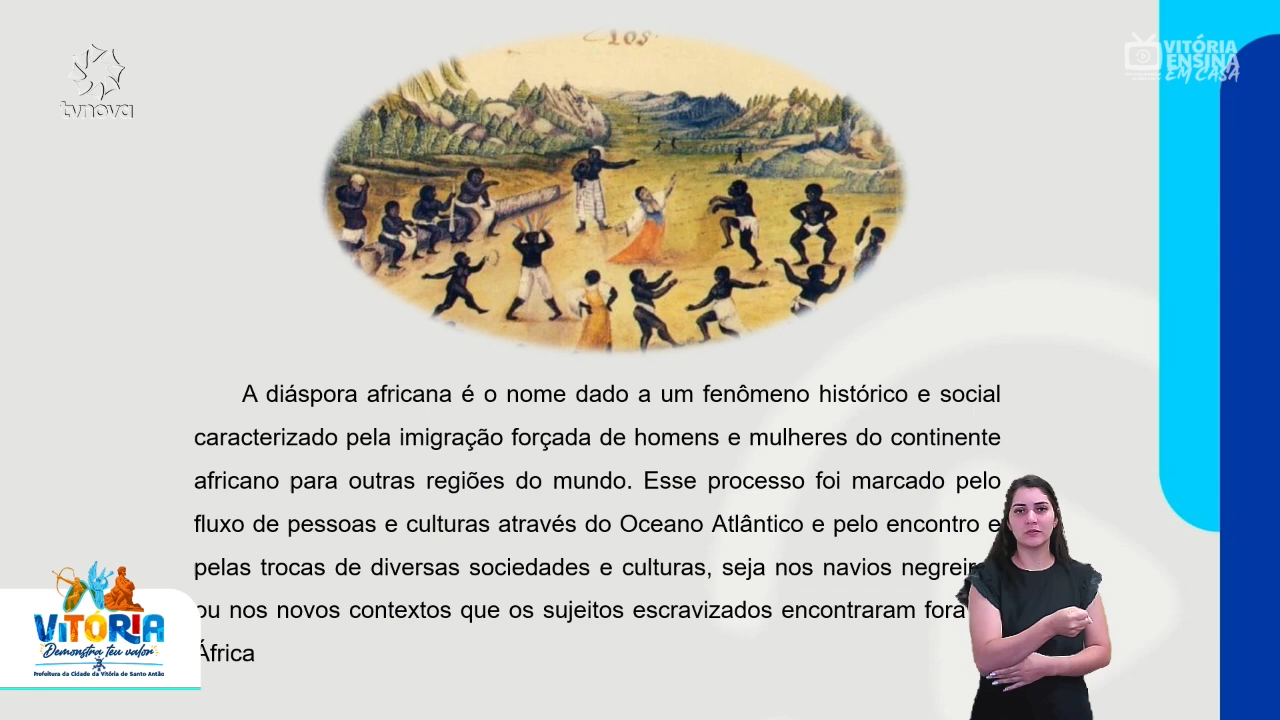 105
tvnova
VITÓRIA
ENSINA
EM CASA
A diáspora africana é o nome dado a um fenômeno histórico e social
caracterizado pela imigração forçada de homens e mulheres do continente
africano para outras regiões do mundo. Esse processo foi marcado pelo
fluxo de pessoas e culturas através do Oceano Atlântico e pelo encontro e
pelas trocas de diversas sociedades e culturas, seja nos navios
ou nos novos contextos que os sujeitos escravizados encontraram fora
África
VITÓRIA
Demonstra teu valor
Prefeitura da Cidade da Vitória de Santo Antão